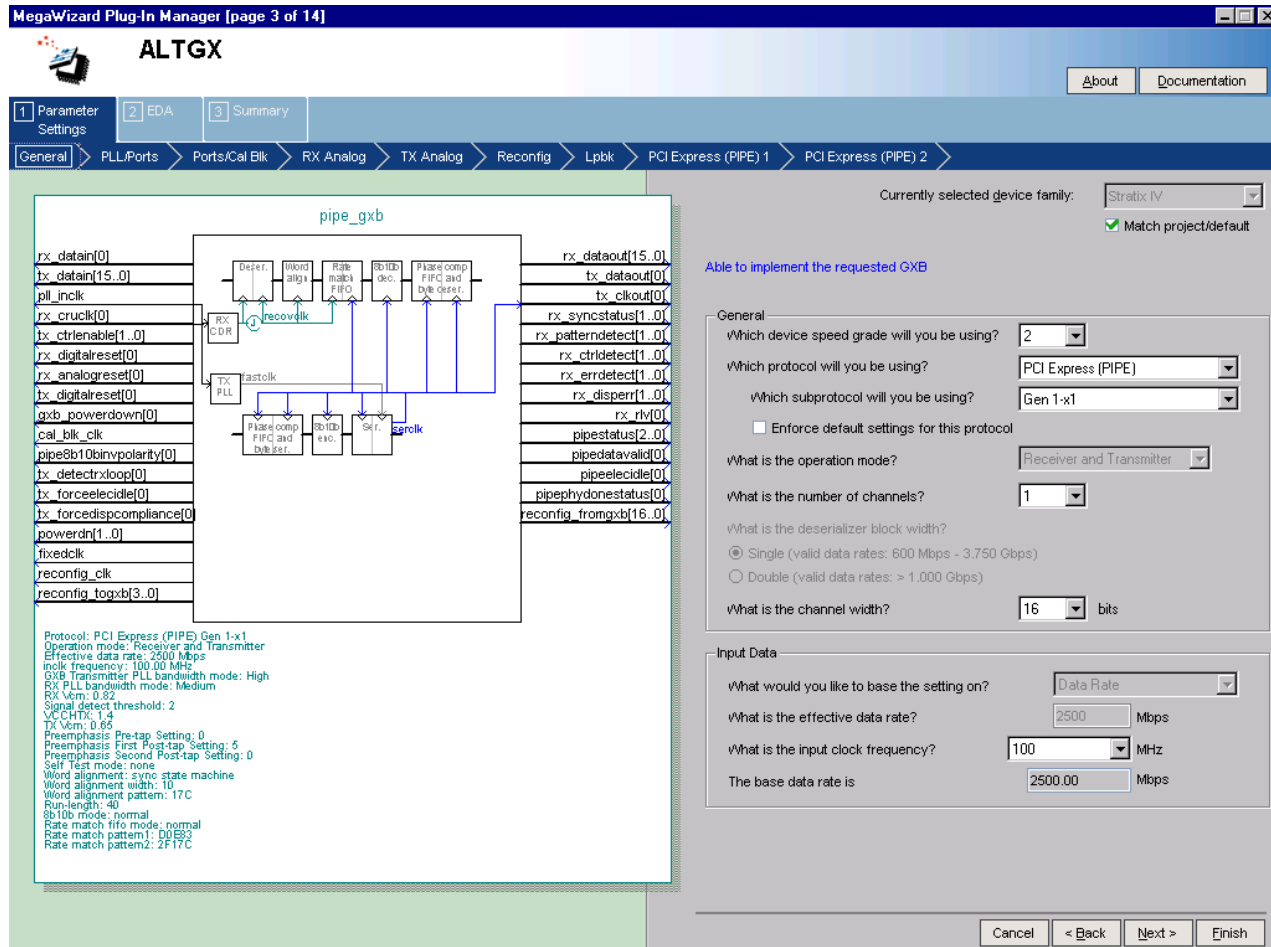 MegaWizard Plug-In Manager [page 3 of 14]
ALTGX
About
Documentation
1 Parameter Settings
2 EDA
3 Summary
General
PLL/Ports
Ports/Cal Blk
RX Analog
TX Analog
Reconfig
Lpbk
PCI Express (PIPE) 1
PCI Express (PIPE) 2
pipe_gxb
rx_datain[0]
tx_datain[15..0]
pll_inclk
rx_cruclk[0]
tx_ctrlenable[1..0]
rx_digitalreset[0]
rx_analogreset[0]
tx_digitalreset[0]
gxb_powerdown[0]
cal_blk_clk
pipe8b10binvpolarity[0]
tx_detectrxloop[0]
tx_forceelecidle[0]
tx_forcedispcompliance[0]
powerdn[1..0]
fixedclk
reconfig_clk
reconfig_togxb[3..0]
Deser.
Word align
Rate match FIFO
8b10b dec.
Phase comp FIFO and byte deser.
RX CDR
recovclk
TX PLL
fastclk
Phase comp FIFO and byte ser.
8b10b enc.
Ser.
serclk
rx_dataout[15..0]
tx_dataout[0]
tx_clkout[0]
rx_syncstatus[1..0]
rx_patterndetect[1..0]
rx_ctrldetect[1..0]
rx_errdetect[1..0]
rx_disperr[1..0]
rx_rlv[0]
pipestatus[2..0]
pipedatavalid[0]
pipeelecidle[0]
pipephydonestatus[0]
reconfig_fromgxb[16..0]
Protocol: PCI Express (PIPE) Gen 1-x1
Operation mode: Receiver and Transmitter
Effective data rate: 2500 Mbps
inclk frequency: 100.00 MHz
GXB Transmitter PLL bandwidth mode: High
RX PLL bandwidth mode: Medium
RX Vcm: 0.82
Signal detect threshold: 2
VCCHTX: 1.4
TX Vcm: 0.65
Preemphasis Pre-tap Setting: 0
Preemphasis First Post-tap Setting: 5
Preemphasis Second Post-tap Setting: 0
Self Test mode: none
Word alignment: sync state machine
Word alignment width: 10
Word alignment pattern: 17C
Run-length: 40
8b10b mode: normal
Rate match fifo mode: normal
Rate match pattern1: D0E83
Rate match pattern2: 2F17C
Currently selected device family: Stratix IV
Match project/default
Able to implement the requested GXB
General
Which device speed grade will you be using? 2
Which protocol will you be using? PCI Express (PIPE)
Which subprotocol will you be using? Gen 1-x1
Enforce default settings for this protocol
What is the operation mode? Receiver and Transmitter
What is the number of channels? 1
What is the deserializer block width?
Single (valid data rates: 600 Mbps - 3.750 Gbps)
Double (valid data rates: > 1.000 Gbps)
What is the channel width? 16 bits
Input Data
What would you like to base the setting on? Data Rate
What is the effective data rate? 2500 Mbps
What is the input clock frequency? 100 MHz
The base data rate is 2500.00 Mbps
Cancel
< Back
Next >
Finish